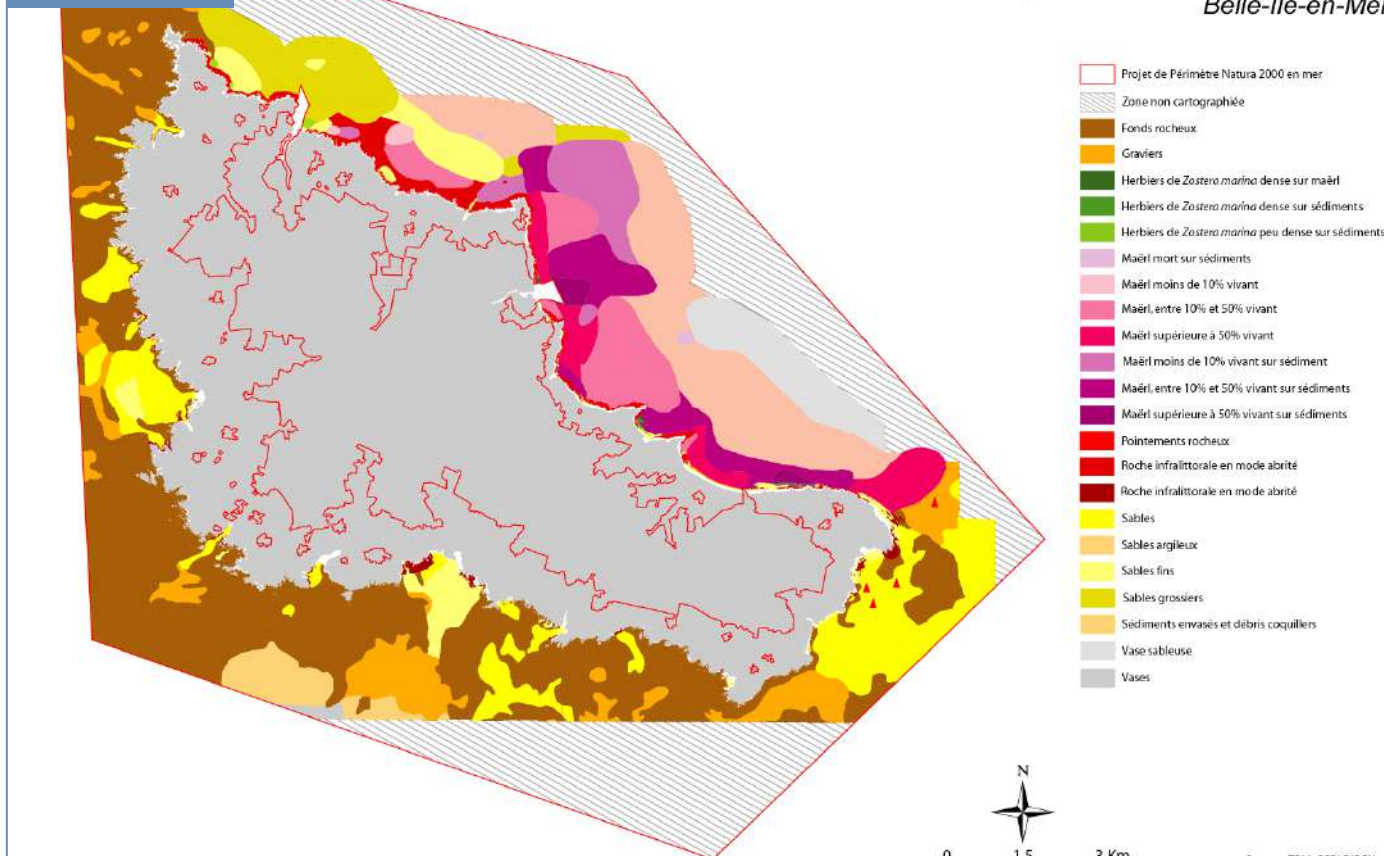 Belle-Ile-en-Mer
Projet de Périmètre Natura 2000 en mer
Zone non cartographiée
Fonds rocheux
Graviers
Herbiers de Zostera marina dense sur maërl
Herbiers de Zostera marina dense sur sédiments
Herbiers de Zostera marina peu dense sur sédiments
Maërl mort sur sédiments
Maërl moins de 10% vivant
Maërl, entre 10% et 50% vivant
Maërl supérieure à 50% vivant
Maërl moins de 10% vivant sur sédiment
Maërl, entre 10% et 50% vivant sur sédiments
Maërl supérieure à 50% vivant sur sédiments
Pointements rocheux
Roche infralittorale en mode abrité
Roche infralittorale en mode abrité
Sables
Sables argileux
Sables fins
Sables grossiers
Sédiments envasés et débris coquillers
Vase sableuse
Vases
N
0 1,5 3 Km